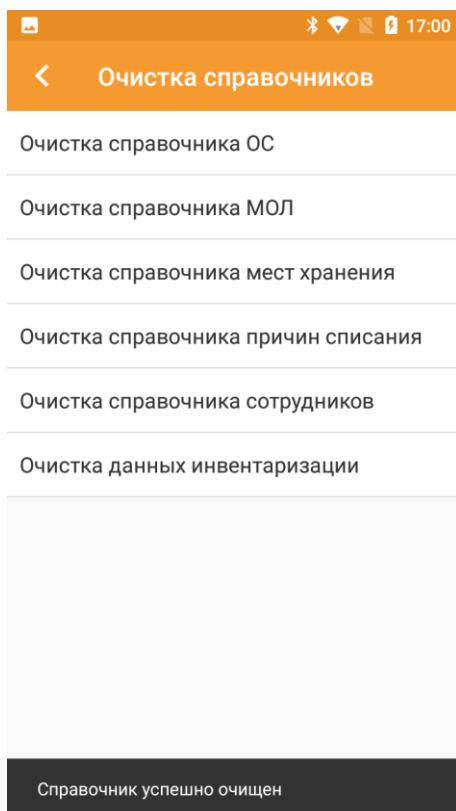 17:00
Очистка справочников
Очистка справочника ОС
Очистка справочника МОЛ
Очистка справочника мест хранения
Очистка справочника причин списания
Очистка справочника сотрудников
Очистка данных инвентаризации
Справочник успешно очищен